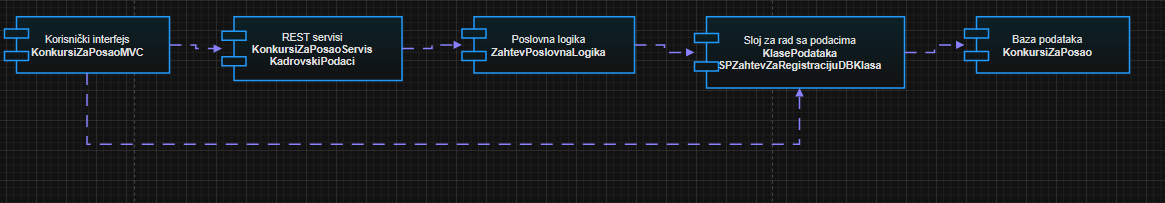 Korisnički interfejs
KonkursiZaPosaoMVC
REST servisi
KonkursiZaPosaoServis
KadrovskiPodaci
Poslovna logika
ZahtevPoslovnaLogika
Sloj za rad sa podacima
KlasePodataka
SPZahtevZaRegistracijuDBKlasa
Baza podataka
KonkursiZaPosao